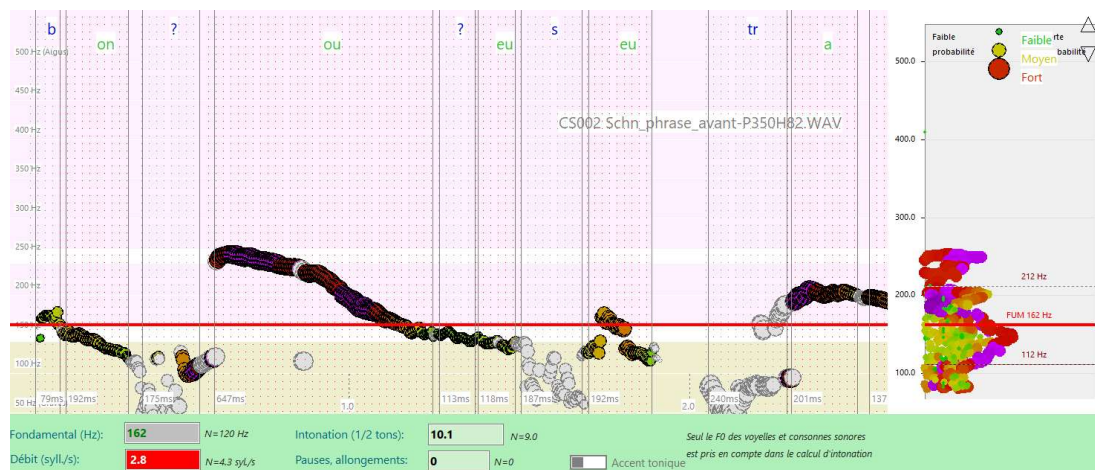 b on ? ou ? eu s eu tr a
500 Hz (Aigus)
450 Hz
400 Hz
350 Hz
300 Hz
250 Hz
200 Hz
100 Hz
50 Hz
CS002 Schn_phrase_avant-P350H82.WAV
79ms 192ms 175ms 647ms 1.0 113ms 118ms 187ms 192ms 2.0 240ms 201ms 137
Faible
probabilité
Faible
Moyen
Fort
500.0
400.0
300.0
200.0
100.0
212 Hz
FUM 162 Hz
112 Hz
Fondamental (Hz): 162 N=120 Hz
Intonation (1/2 tons): 10.1 N=9.0
Débit (syll./s): 2.8 N=4.3 syl/s
Pauses, allongements: 0 N=0
Accent tonique
Seul le F0 des voyelles et consonnes sonores
est pris en compte dans le calcul d'intonation